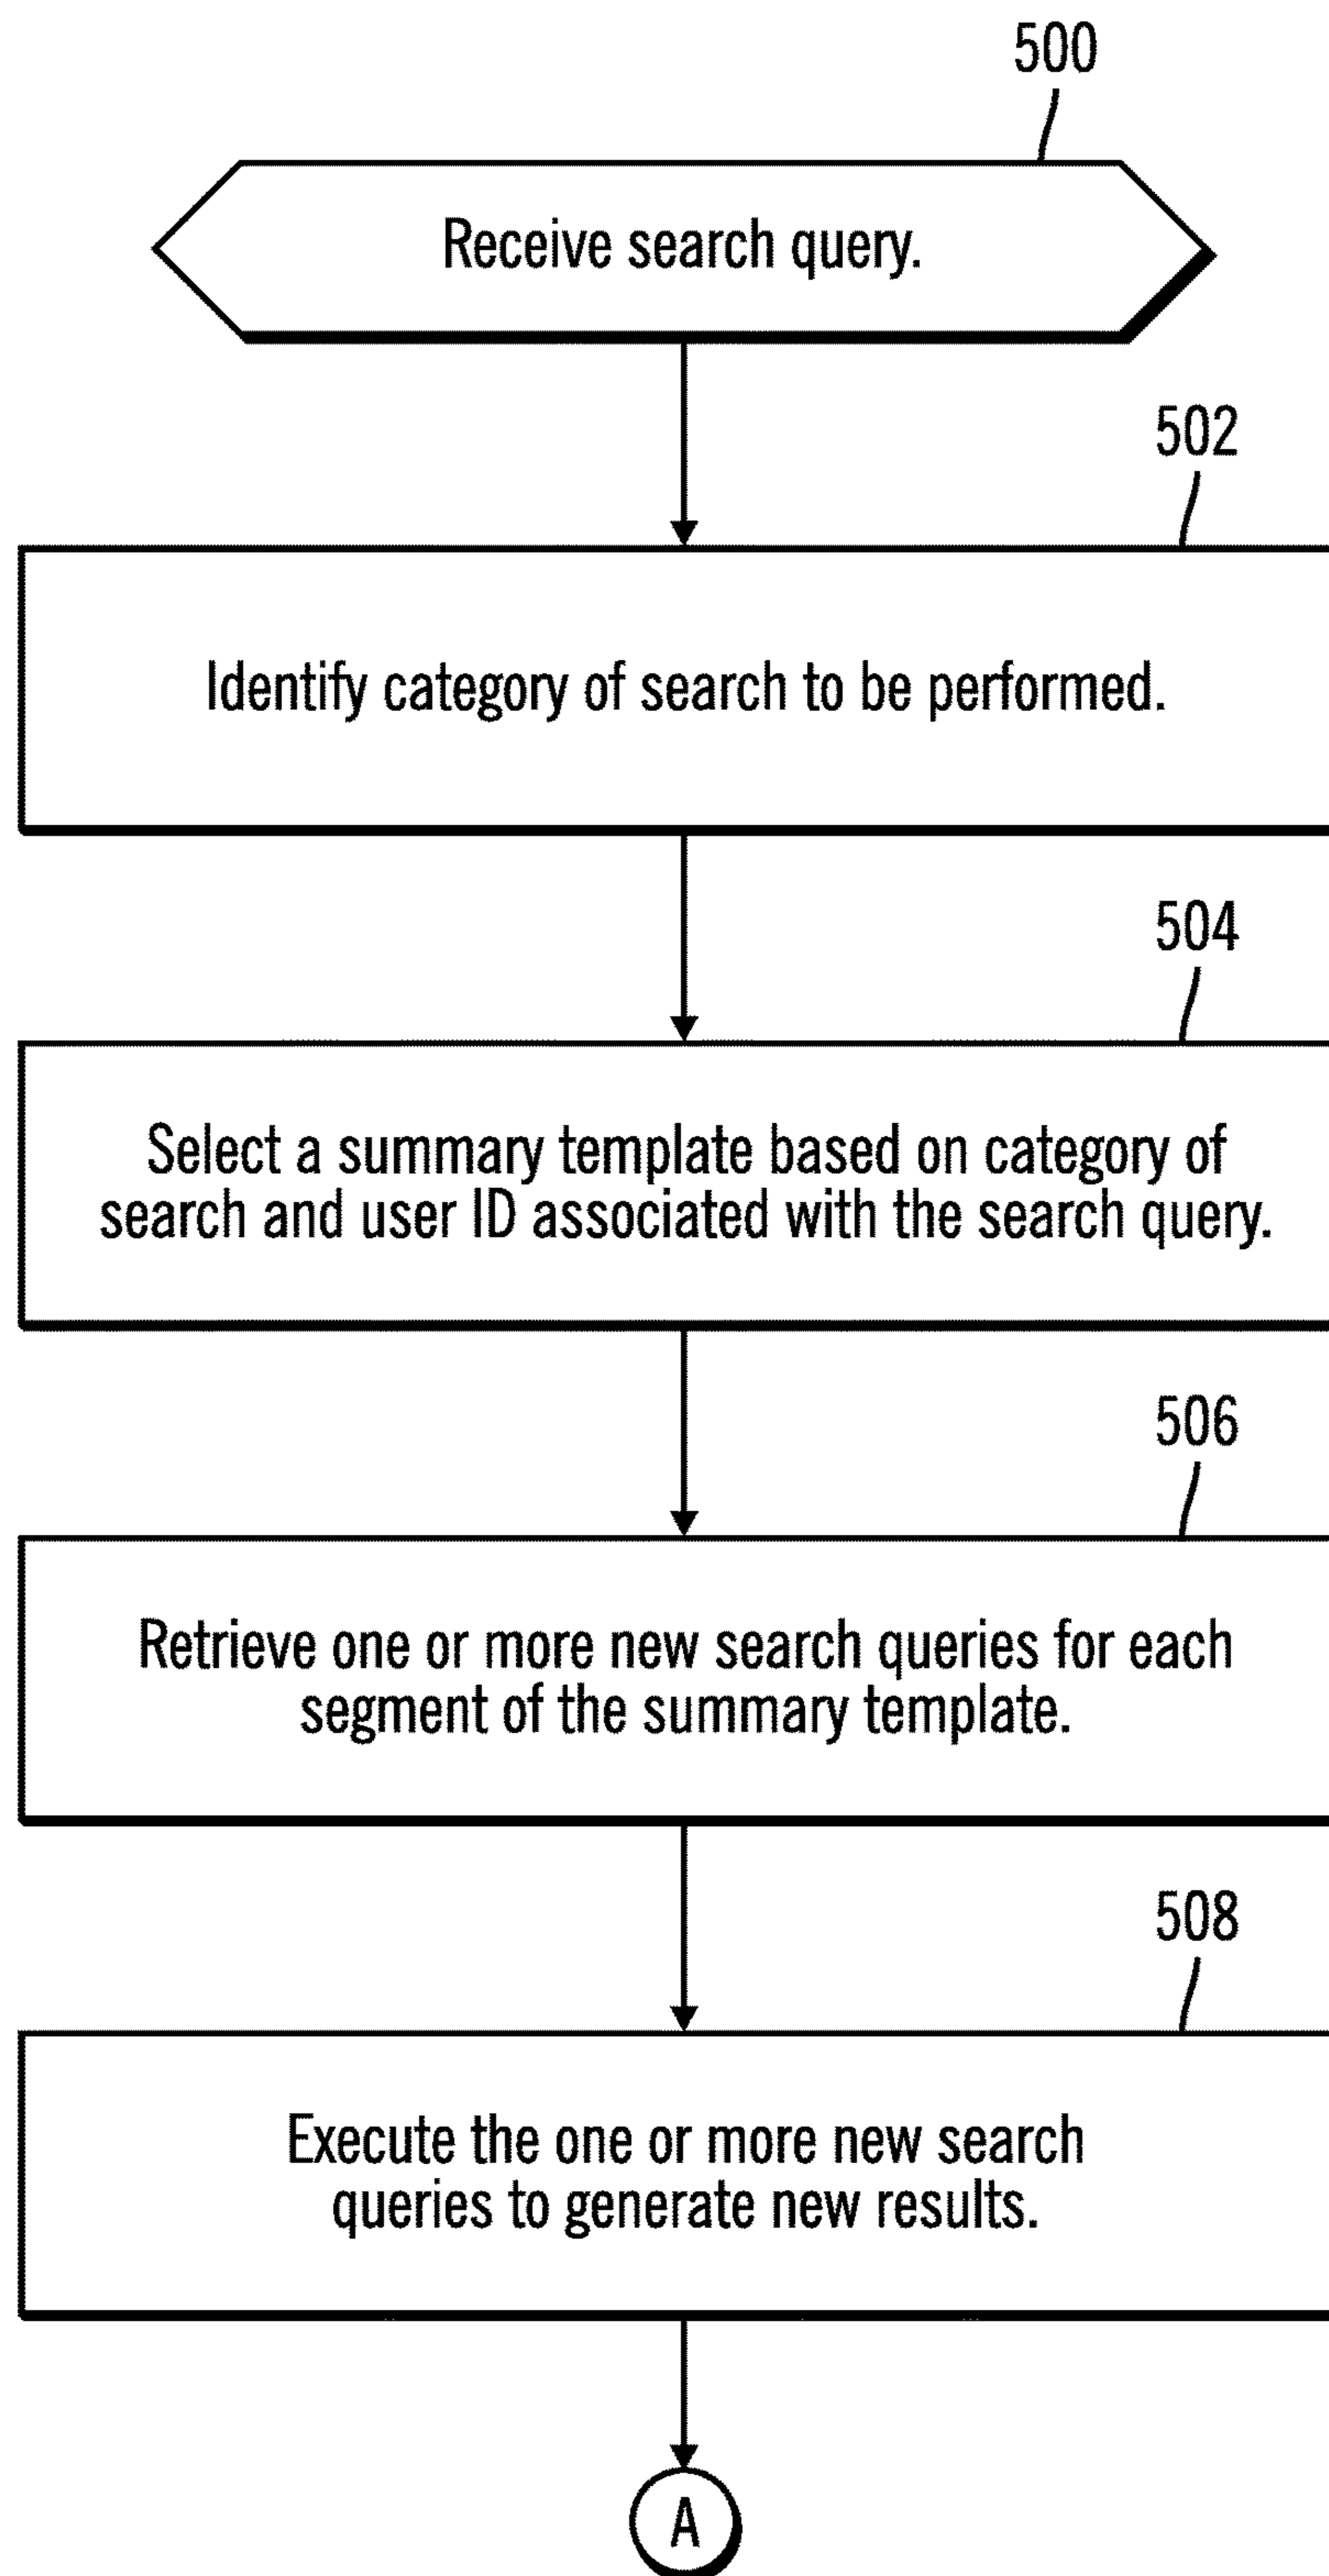 500
Receive search query.
502
Identify category of search to be performed.
504
Select a summary template based on category of
search and user ID associated with the search query.
506
Retrieve one or more new search queries for each
segment of the summary template.
508
Execute the one or more new search
queries to generate new results.
A